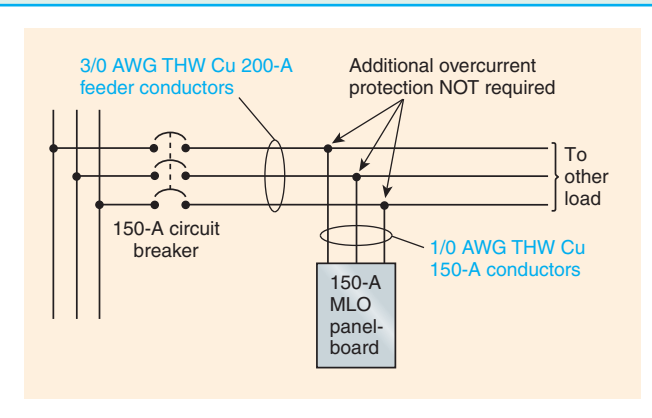 3/0 AWG THW Cu 200-A
feeder conductors
Additional overcurrent
protection NOT required
To
other
load
150-A circuit
breaker
1/0 AWG THW Cu
150-A conductors
150-A
MLO
panel-
board